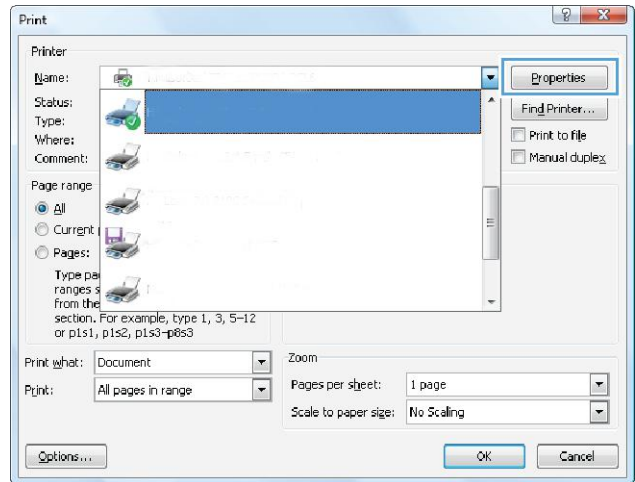 Print
Printer
Name:
Properties
Status:
Find Printer...
Type:
Where:
Print to file
Comment:
Manual duplex
Page range
All
Current
Pages:
Type
ranges
from the
section. For example, type 1, 3, 5–12
or p1s1, p1s2, p1s3–p8s3
Print what: Document
Print: All pages in range
Zoom
Pages per sheet: 1 page
Scale to paper size: No Scaling
Options...
OK
Cancel